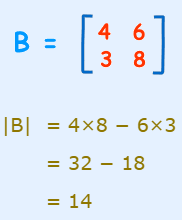 B = [ 4 6
3 8 ]
|B| = 4×8 − 6×3
= 32 − 18
= 14